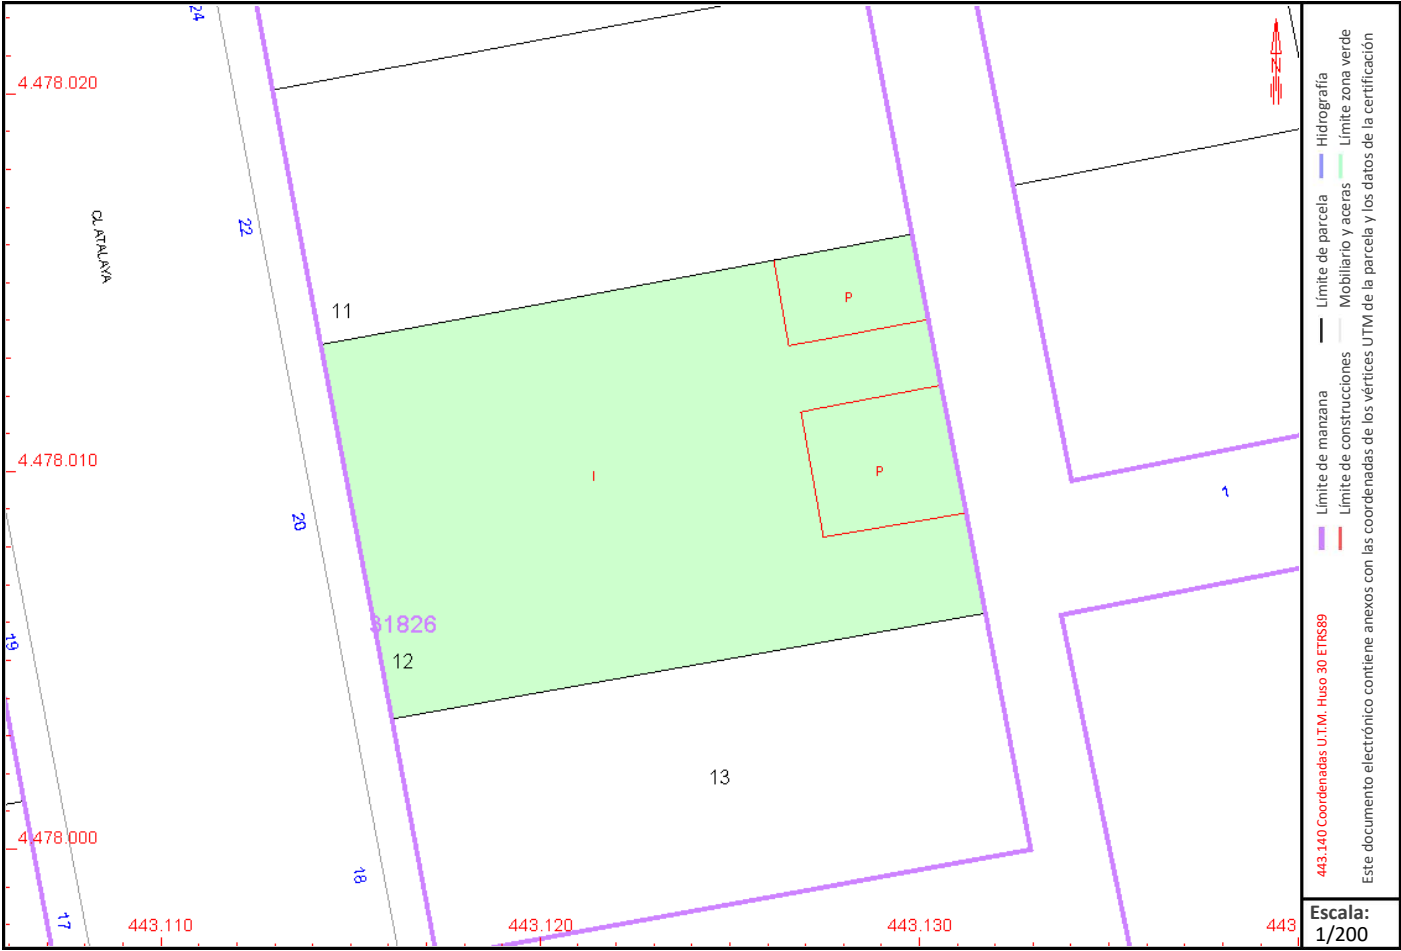 24
4.478.020
CL ATALAYA
22
11
P
4.478.010
P
I
20
1
81826
12
19
13
4.478.000
18
17
443.110
443.120
443.130
443
N
Límite de manzana
Límite de parcela
Hidrografía
Límite de construcciones
Mobiliario y aceras
Límite zona verde
443.140 Coordenadas U.T.M. Huso 30 ETRS89
Este documento electrónico contiene anexos con las coordenadas de los vértices UTM de la parcela y los datos de la certificación
Escala:
1/200